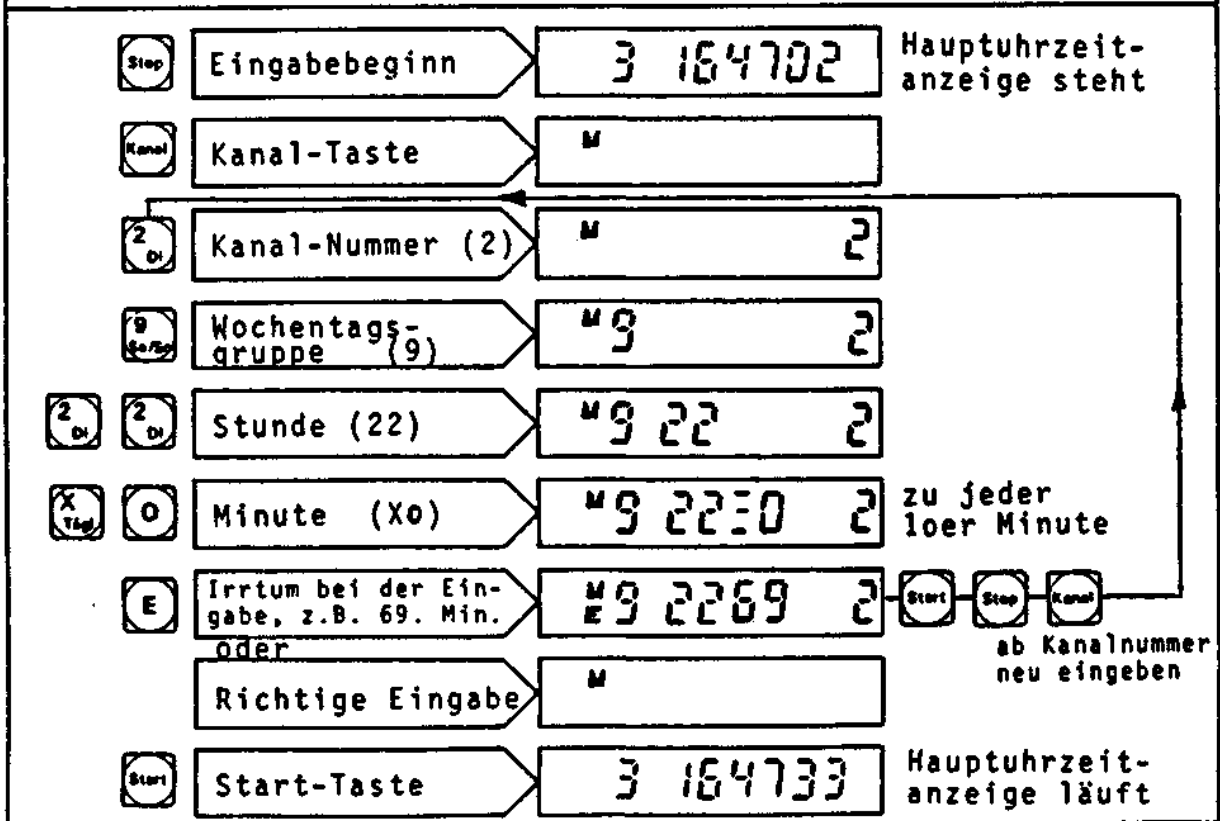 Stop Eingabebeginn 3 164702 Hauptuhrzeit-
anzeige steht
Kanal Kanal-Taste M
2 Di Kanal-Nummer (2) M 2
9 Sa/So Wochentags-
gruppe (9) M 9 2
2 Di 2 Di Stunde (22) M 9 22 2
X Tägl 0 Minute (X0) M 9 22Ξ0 2 zu jeder
10er Minute
E Irrtum bei der Ein-
gabe, z.B. 69. Min. M E 9 2269 2 Start Stop Kanal
oder
ab Kanalnummer
neu eingeben
Richtige Eingabe M
Start Start-Taste 3 164733 Hauptuhrzeit-
anzeige läuft